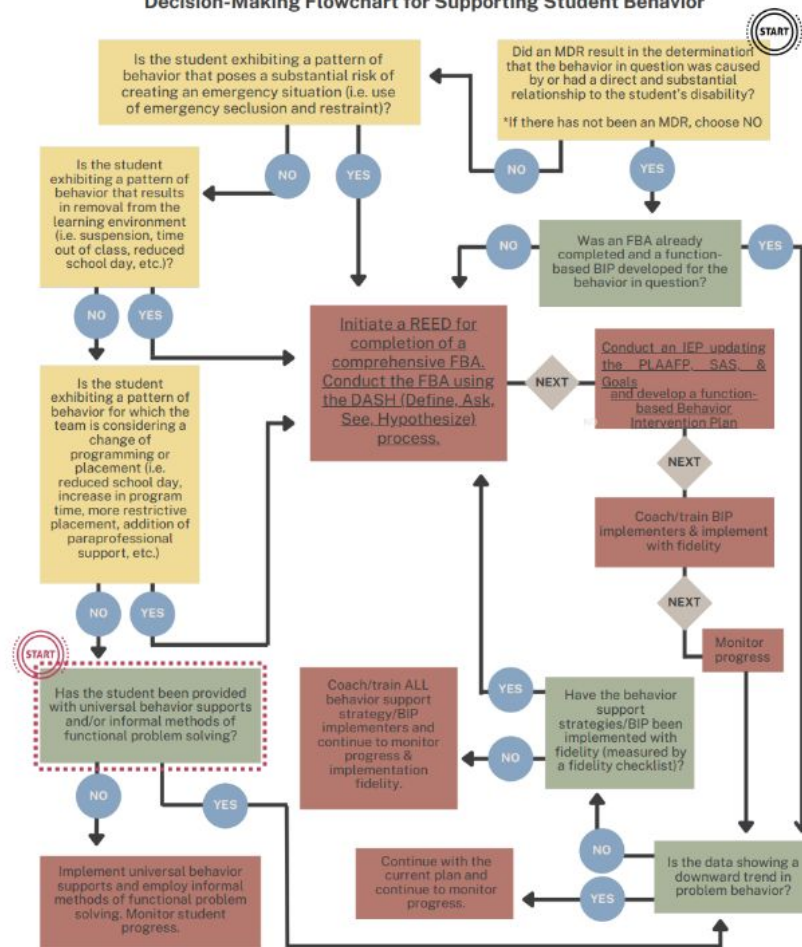 Decision-Making Flowchart for Supporting Student Behavior
START
Did an MDR result in the determination
that the behavior in question was caused
by or had a direct and substantial
relationship to the student's disability?
*If there has not been an MDR, choose NO
NO
YES
Is the student exhibiting a pattern of
behavior that poses a substantial risk of
creating an emergency situation (i.e. use
of emergency seclusion and restraint)?
NO
YES
Is the student
exhibiting a pattern of
behavior that results
in removal from the
learning environment
(i.e. suspension, time
out of class, reduced
school day, etc.)?
NO
YES
Was an FBA already
completed and a function-
based BIP developed for the
behavior in question?
NO
YES
Initiate a REED for
completion of a
comprehensive FBA.
Conduct the FBA using
the DASH (Define, Ask,
See, Hypothesize)
process.
NEXT
Conduct an IEP updating
the PLAAFP, SAS, &
Goals
and develop a function-
based Behavior
Intervention Plan
NEXT
Coach/train BIP
implementers & implement
with fidelity
NEXT
Monitor
progress
Is the student
exhibiting a pattern of
behavior for which the
team is considering a
change of
programming or
placement (i.e.
reduced school day,
increase in program
time, more restrictive
placement, addition of
paraprofessional
support, etc.)
NO
YES
START
Has the student been provided
with universal behavior supports
and/or informal methods of
functional problem solving?
NO
YES
Implement universal behavior
supports and employ informal
methods of functional problem
solving. Monitor student
progress.
Coach/train ALL
behavior support
strategy/BIP
implementers and
continue to monitor
progress &
implementation
fidelity.
YES
NO
Have the behavior
support
strategies/BIP been
implemented with
fidelity (measured by
a fidelity checklist)?
Continue with the
current plan and
continue to monitor
progress.
NO
YES
Is the data showing a
downward trend in
problem behavior?